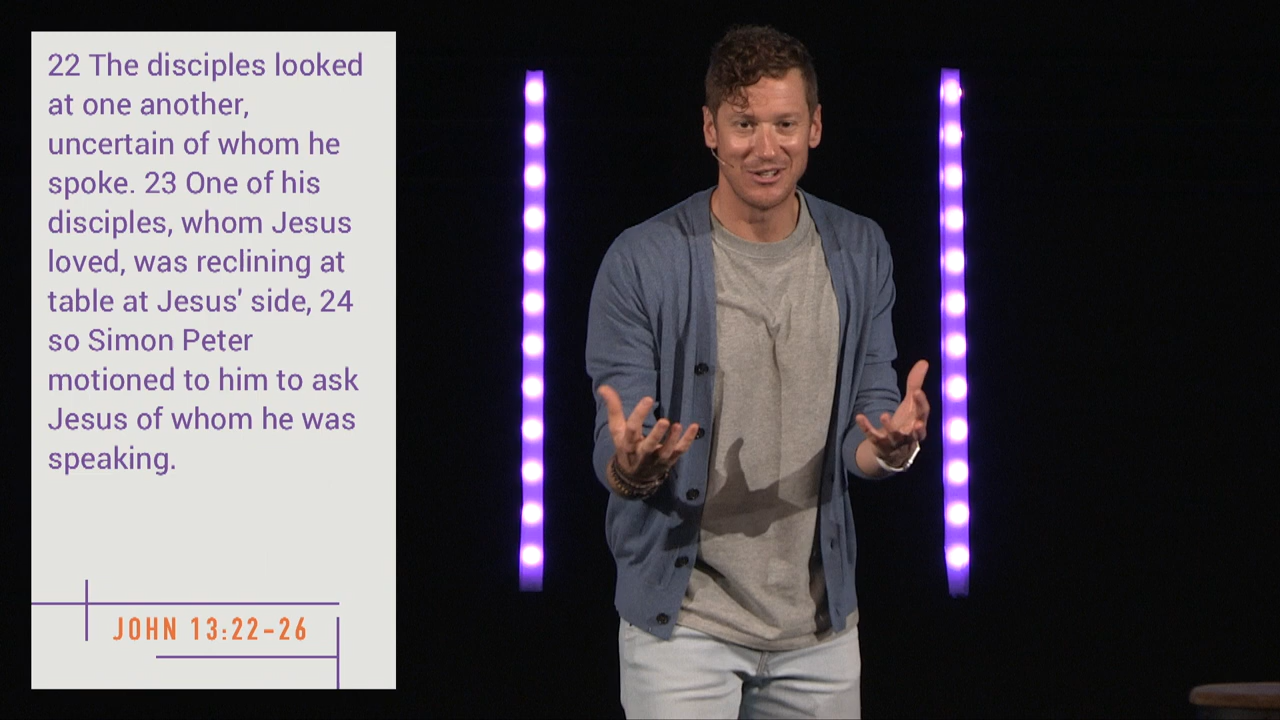 22 The disciples looked
at one another,
uncertain of whom he
spoke. 23 One of his
disciples, whom Jesus
loved, was reclining at
table at Jesus' side, 24
so Simon Peter
motioned to him to ask
Jesus of whom he was
speaking.
JOHN 13:22-26